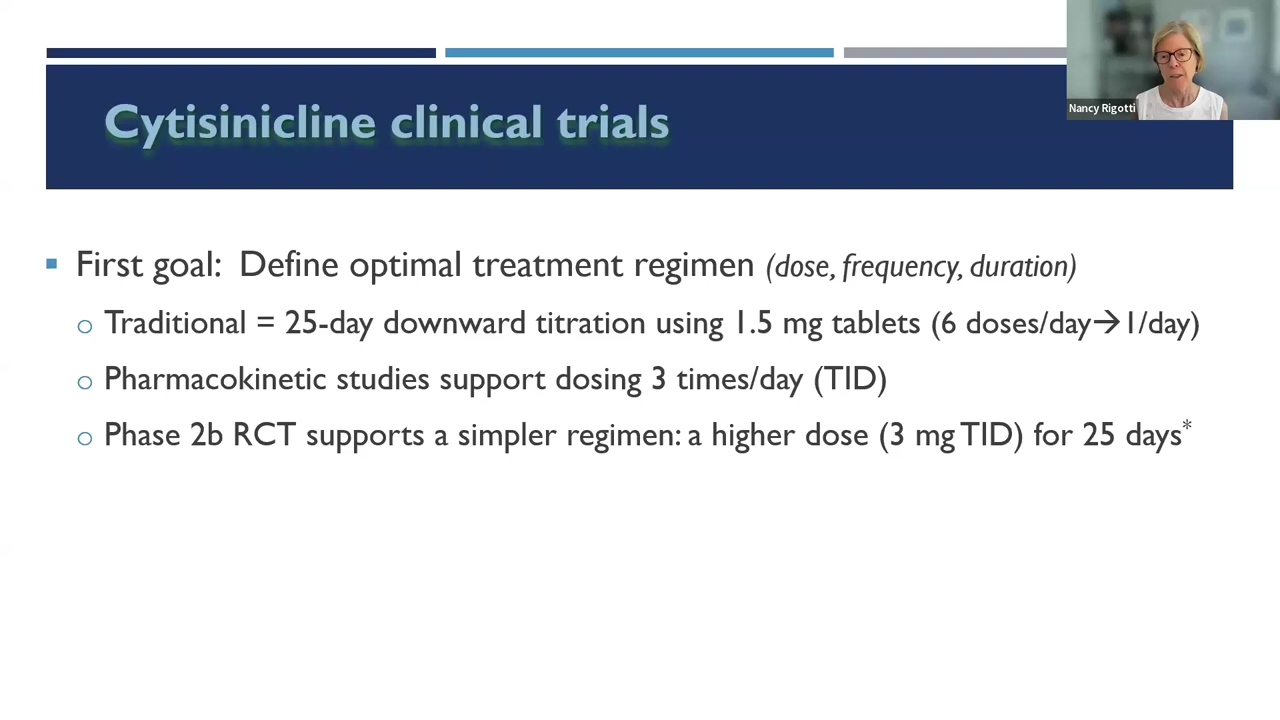 Nancy Rigotti
Cytisinicline clinical trials
▪ First goal: Define optimal treatment regimen (dose, frequency, duration)
o Traditional = 25-day downward titration using 1.5 mg tablets (6 doses/day→1/day)
o Pharmacokinetic studies support dosing 3 times/day (TID)
o Phase 2b RCT supports a simpler regimen: a higher dose (3 mg TID) for 25 days*